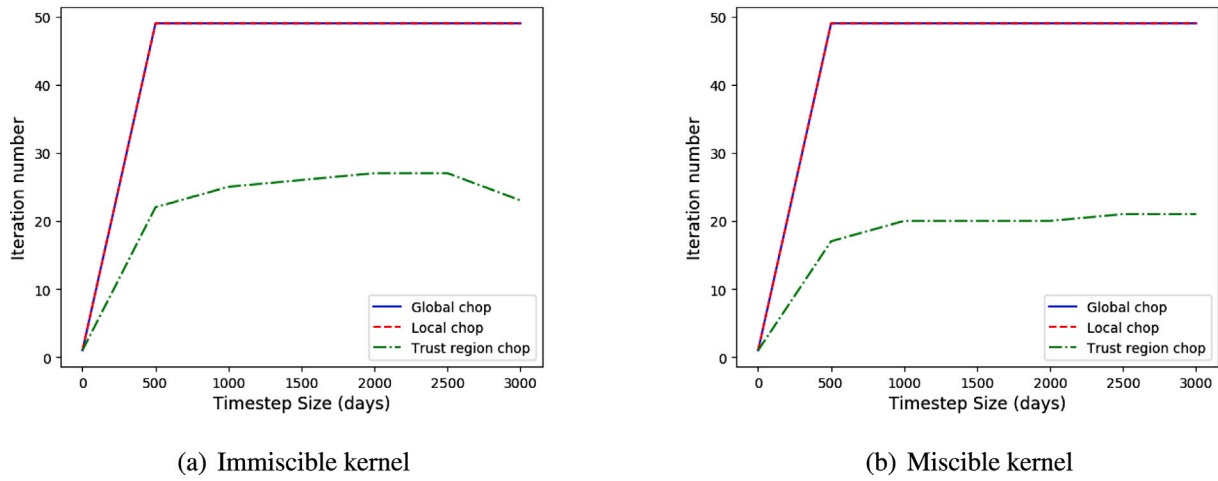 50
40
30
20
10
0
Iteration number
Global chop
Local chop
Trust region chop
0 500 1000 1500 2000 2500 3000
Timestep Size (days)
(a) Immiscible kernel
50
40
30
20
10
0
Iteration number
Global chop
Local chop
Trust region chop
0 500 1000 1500 2000 2500 3000
Timestep Size (days)
(b) Miscible kernel